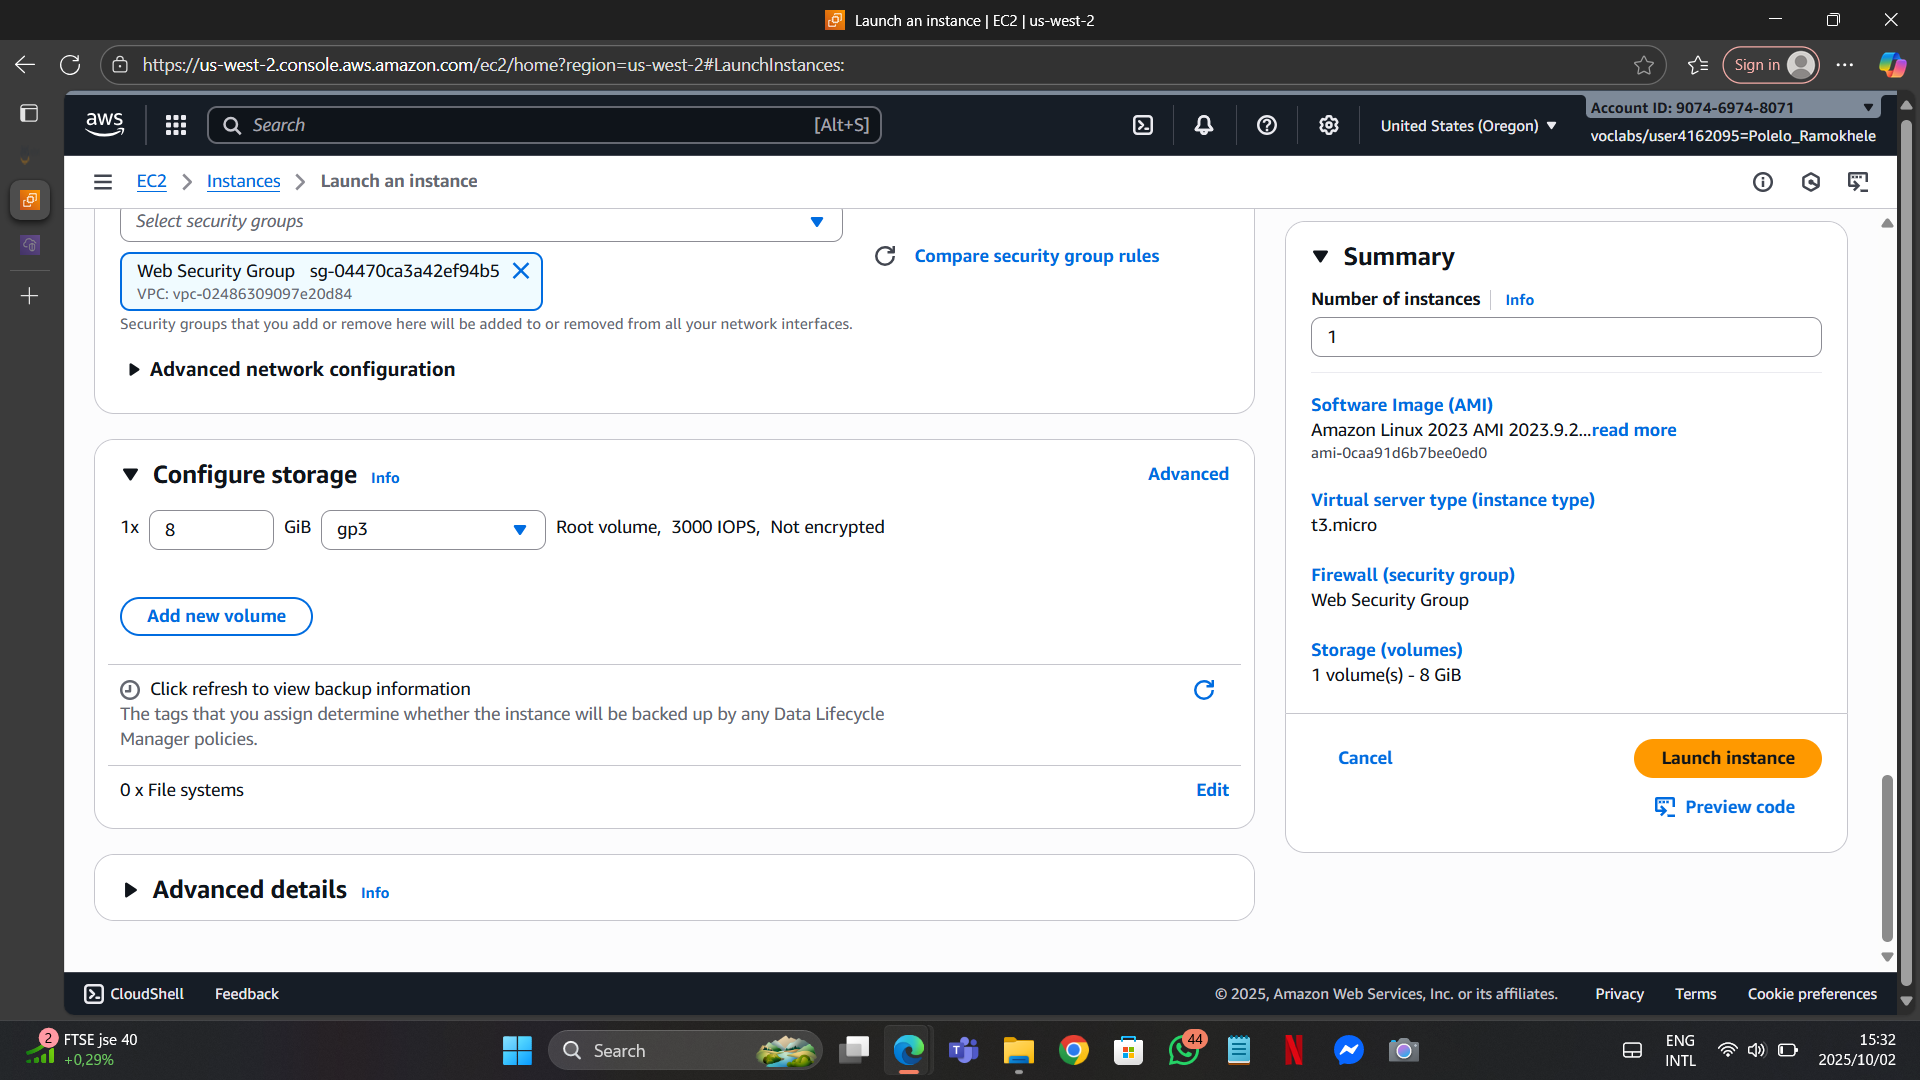 Launch an instance | EC2 | us-west-2
https://us-west-2.console.aws.amazon.com/ec2/home?region=us-west-2#LaunchInstances:
Sign in
aws
Search
[Alt+S]
United States (Oregon)
Account ID: 9074-6974-8071
voclabs/user4162095=Polelo_Ramokhele
EC2
Instances
Launch an instance
Select security groups
Web Security Group sg-04470ca3a42ef94b5
VPC: vpc-02486309097e20d84
Compare security group rules
Security groups that you add or remove here will be added to or removed from all your network interfaces.
Advanced network configuration
Configure storage Info
Advanced
1x
8
GiB
gp3
Root volume, 3000 IOPS, Not encrypted
Add new volume
Click refresh to view backup information
The tags that you assign determine whether the instance will be backed up by any Data Lifecycle
Manager policies.
0 x File systems
Edit
Advanced details Info
Summary
Number of instances
Info
1
Software Image (AMI)
Amazon Linux 2023 AMI 2023.9.2...read more
ami-0caa91d6b7bee0ed0
Virtual server type (instance type)
t3.micro
Firewall (security group)
Web Security Group
Storage (volumes)
1 volume(s) - 8 GiB
Cancel
Launch instance
Preview code
CloudShell
Feedback
© 2025, Amazon Web Services, Inc. or its affiliates.
Privacy
Terms
Cookie preferences
2
FTSE jse 40
+0,29%
Search
44
ENG
INTL
15:32
2025/10/02